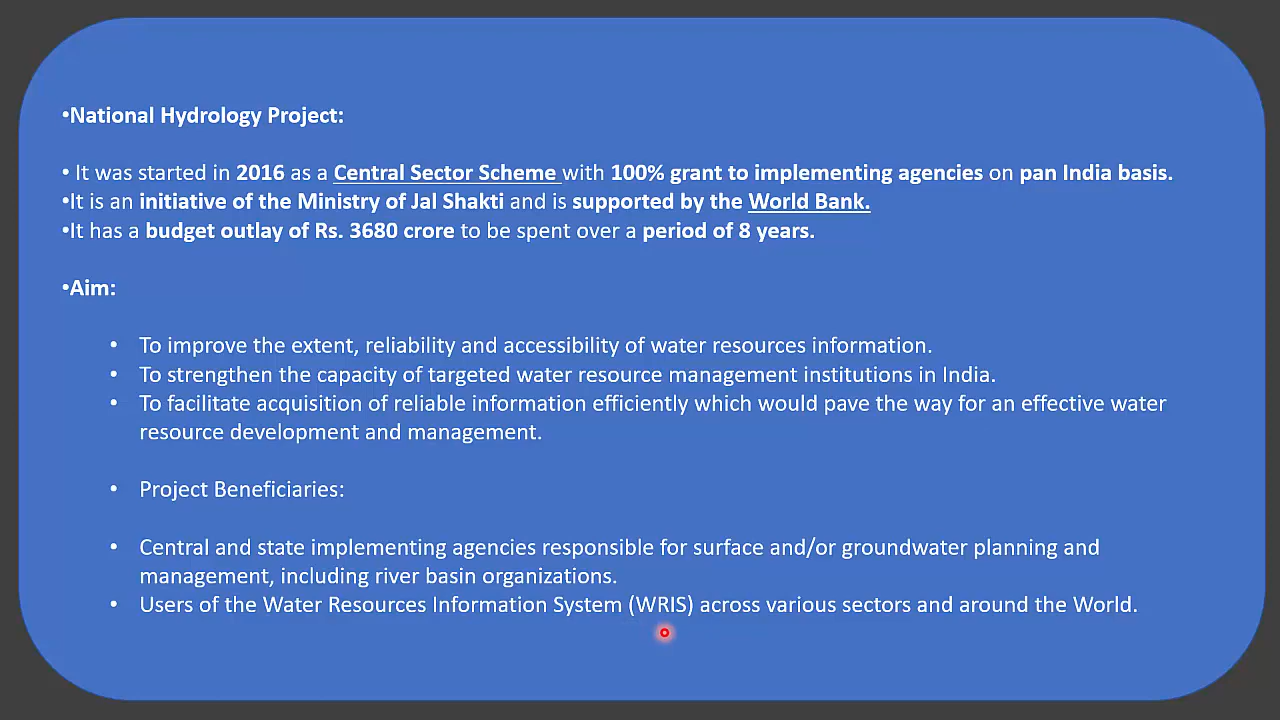 •National Hydrology Project:
• It was started in 2016 as a Central Sector Scheme with 100% grant to implementing agencies on pan India basis.
•It is an initiative of the Ministry of Jal Shakti and is supported by the World Bank.
•It has a budget outlay of Rs. 3680 crore to be spent over a period of 8 years.
•Aim:
• To improve the extent, reliability and accessibility of water resources information.
• To strengthen the capacity of targeted water resource management institutions in India.
• To facilitate acquisition of reliable information efficiently which would pave the way for an effective water
resource development and management.
• Project Beneficiaries:
• Central and state implementing agencies responsible for surface and/or groundwater planning and
management, including river basin organizations.
• Users of the Water Resources Information System (WRIS) across various sectors and around the World.